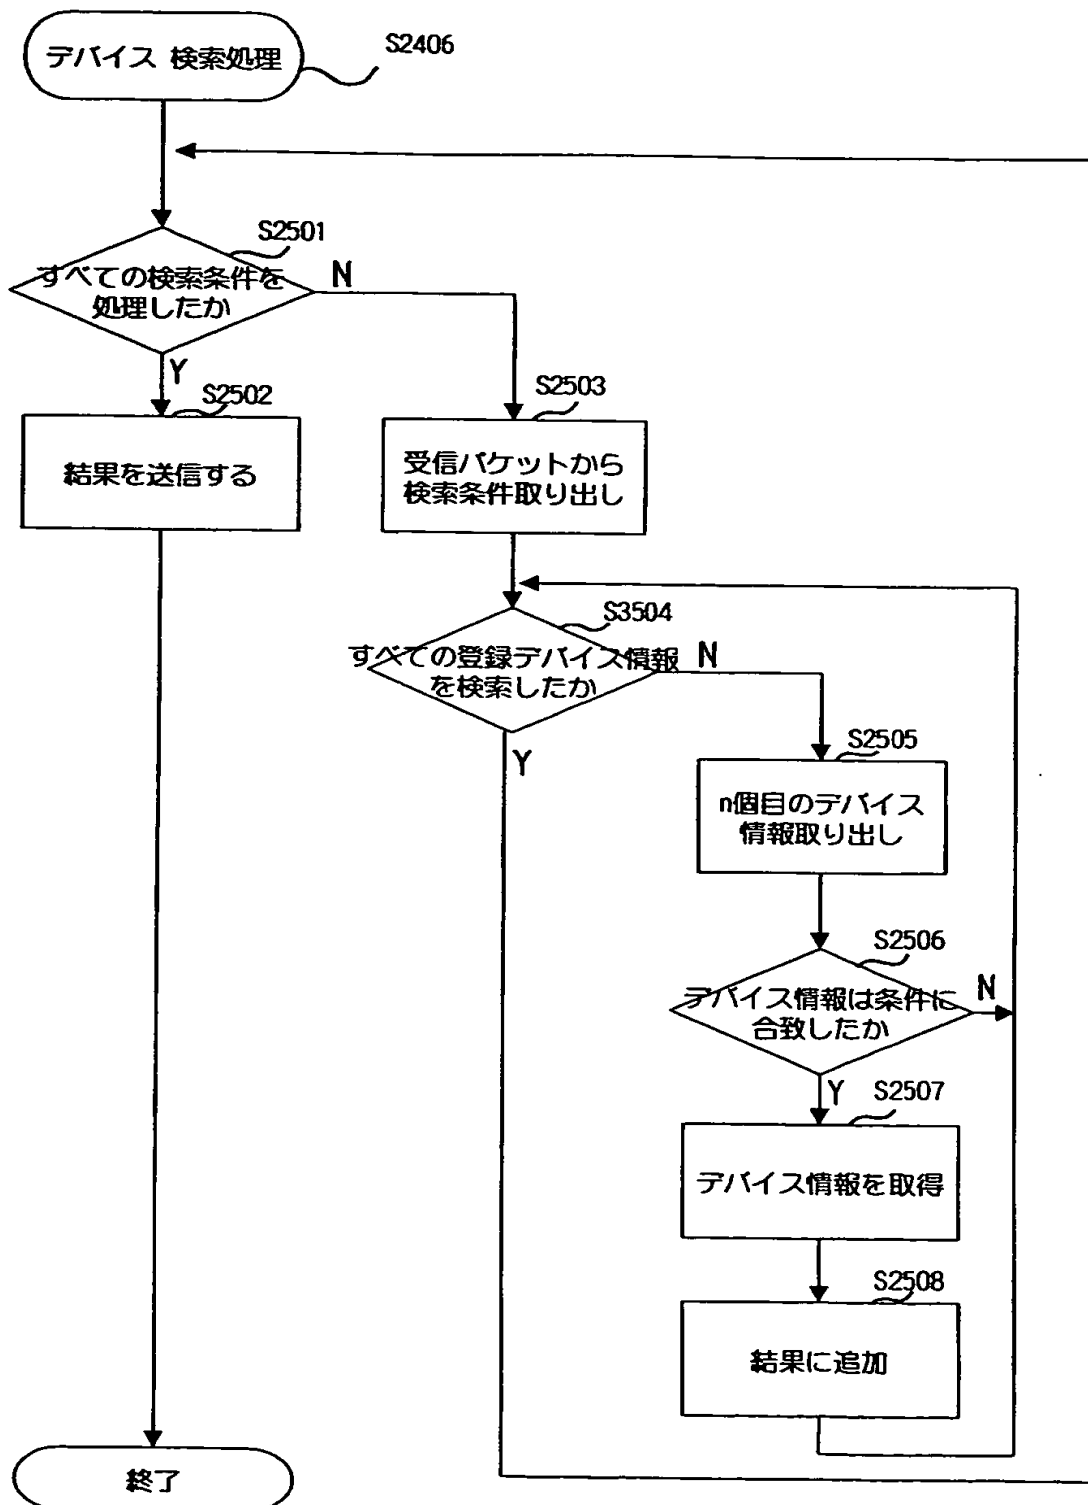 デバイス 検索処理
S2406
S2501
すべての検索条件を
処理したか
N
Y
S2502
結果を送信する
S2503
受信パケットから
検索条件取り出し
S3504
すべての登録デバイス情報
を検索したか
N
Y
S2505
n個目のデバイス
情報取り出し
S2506
デバイス情報は条件に
合致したか
N
Y
S2507
デバイス情報を取得
S2508
結果に追加
終了